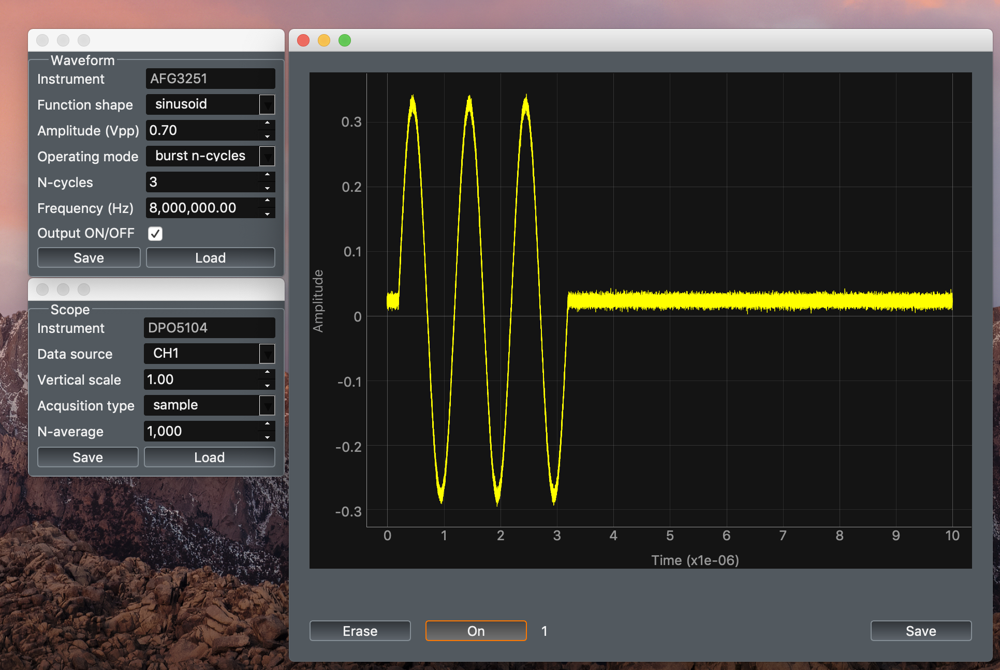 Waveform
Instrument AFG3251
Function shape sinusoid
Amplitude (Vpp) 0.70
Operating mode burst n-cycles
N-cycles 3
Frequency (Hz) 8,000,000.00
Output ON/OFF
Save Load
Scope
Instrument DPO5104
Data source CH1
Vertical scale 1.00
Acqusition type sample
N-average 1,000
Save Load
Amplitude
0.3
0.2
0.1
0
-0.1
-0.2
-0.3
0 1 2 3 4 5 6 7 8 9 10
Time (x1e-06)
Erase On 1 Save